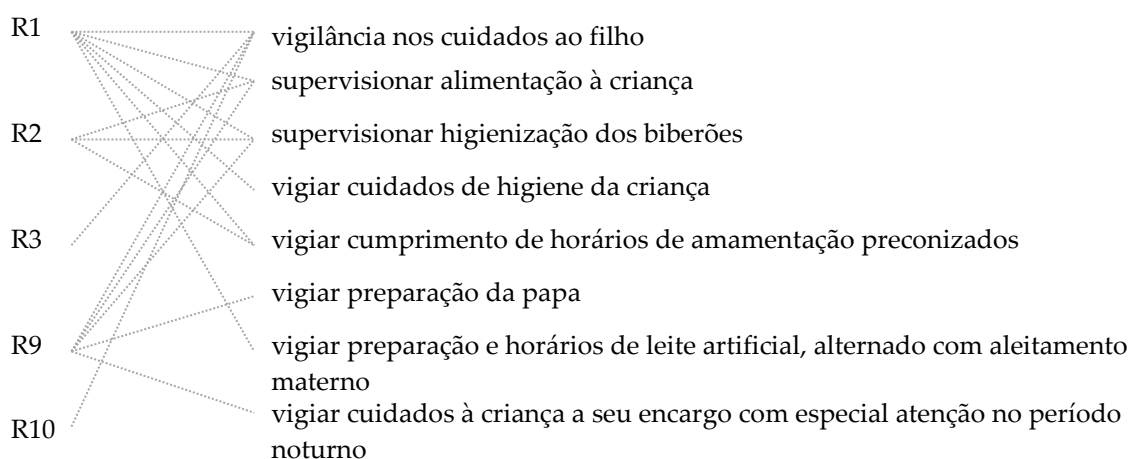 R1
vigilância nos cuidados ao filho
supervisionar alimentação à criança
R2
supervisionar higienização dos biberões
vigiar cuidados de higiene da criança
R3
vigiar cumprimento de horários de amamentação preconizados
vigiar preparação da papa
R9
vigiar preparação e horários de leite artificial, alternado com aleitamento
materno
vigiar cuidados à criança a seu encargo com especial atenção no período
R10
noturno